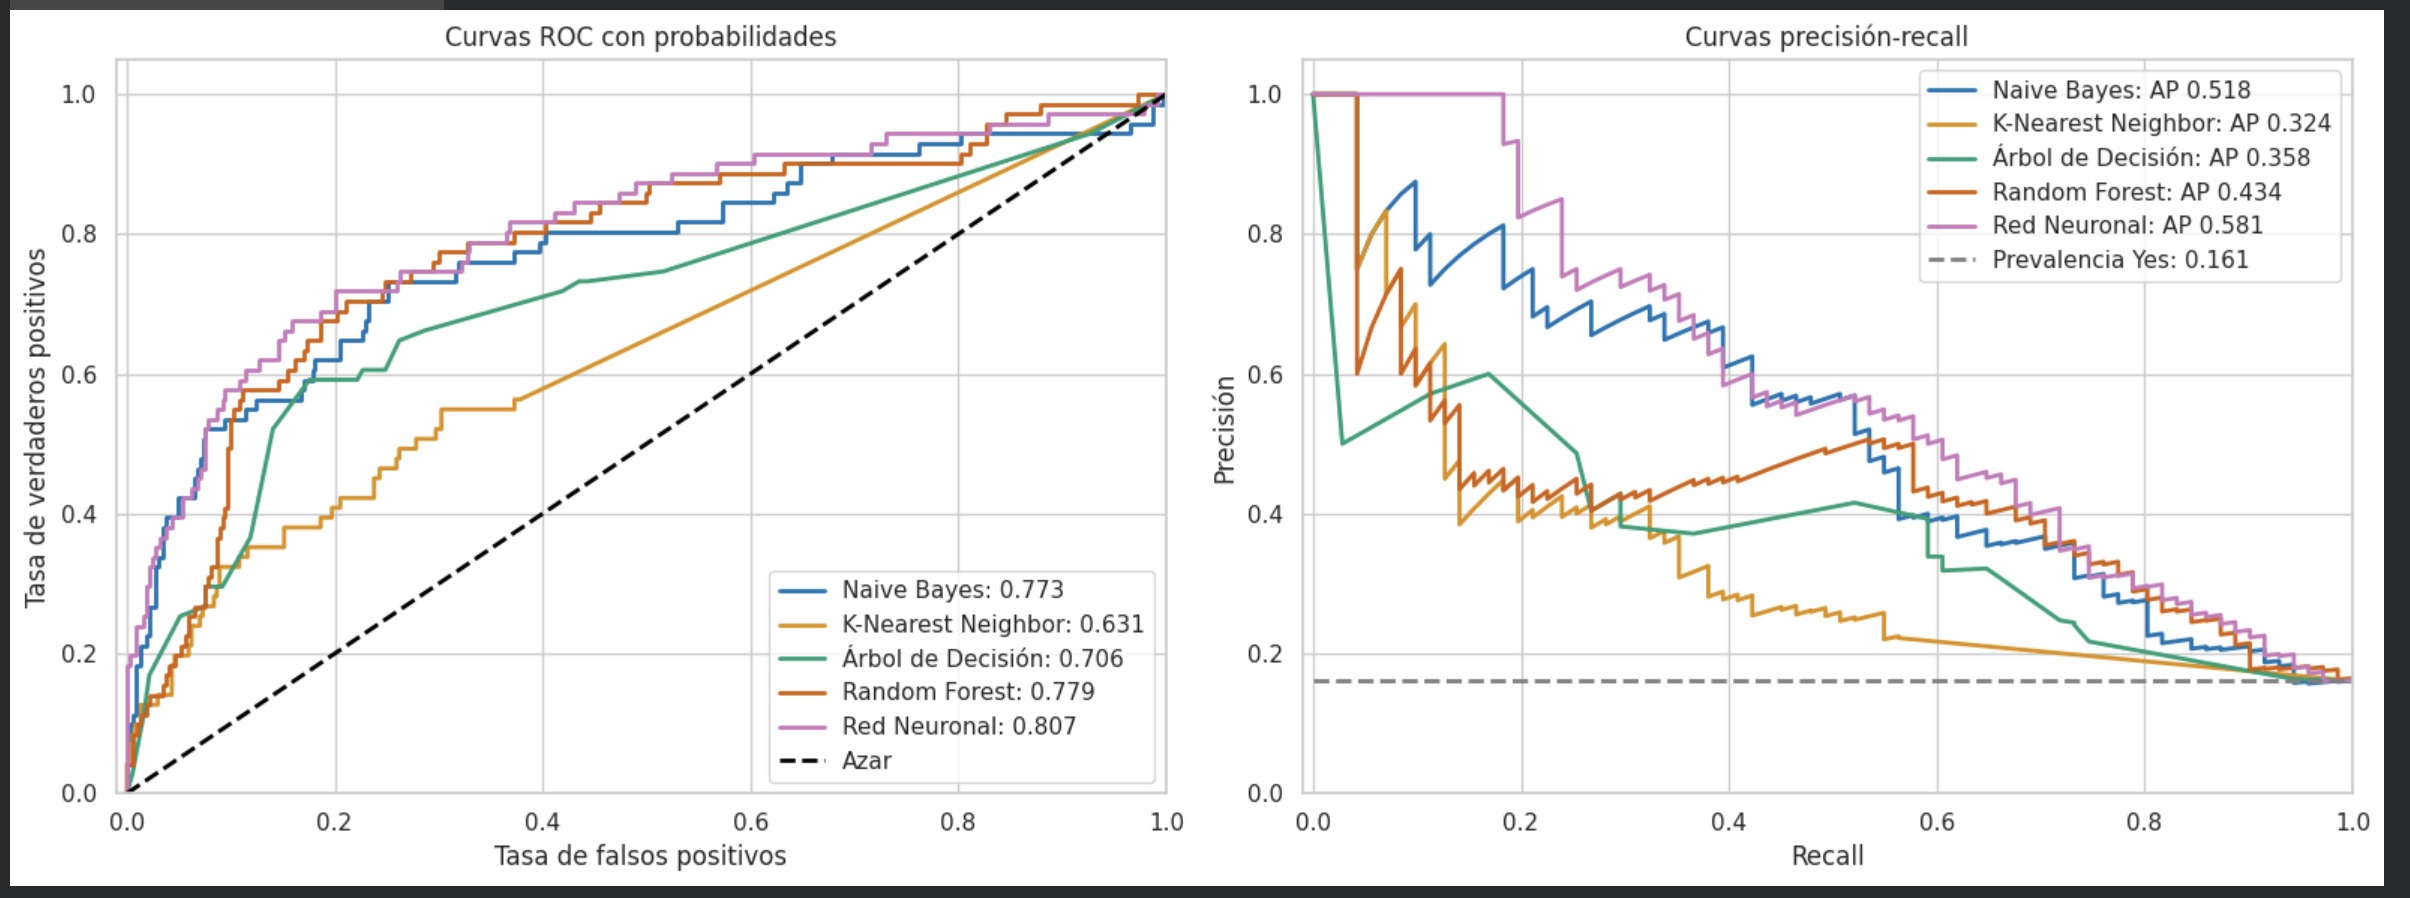 Curvas ROC con probabilidades
Tasa de verdaderos positivos
1.0
0.8
0.6
0.4
0.2
0.0
Naive Bayes: 0.773
K-Nearest Neighbor: 0.631
Árbol de Decisión: 0.706
Random Forest: 0.779
Red Neuronal: 0.807
Azar
0.0 0.2 0.4 0.6 0.8 1.0
Tasa de falsos positivos
Curvas precisión-recall
Precisión
1.0
0.8
0.6
0.4
0.2
0.0
Naive Bayes: AP 0.518
K-Nearest Neighbor: AP 0.324
Árbol de Decisión: AP 0.358
Random Forest: AP 0.434
Red Neuronal: AP 0.581
Prevalencia Yes: 0.161
0.0 0.2 0.4 0.6 0.8 1.0
Recall